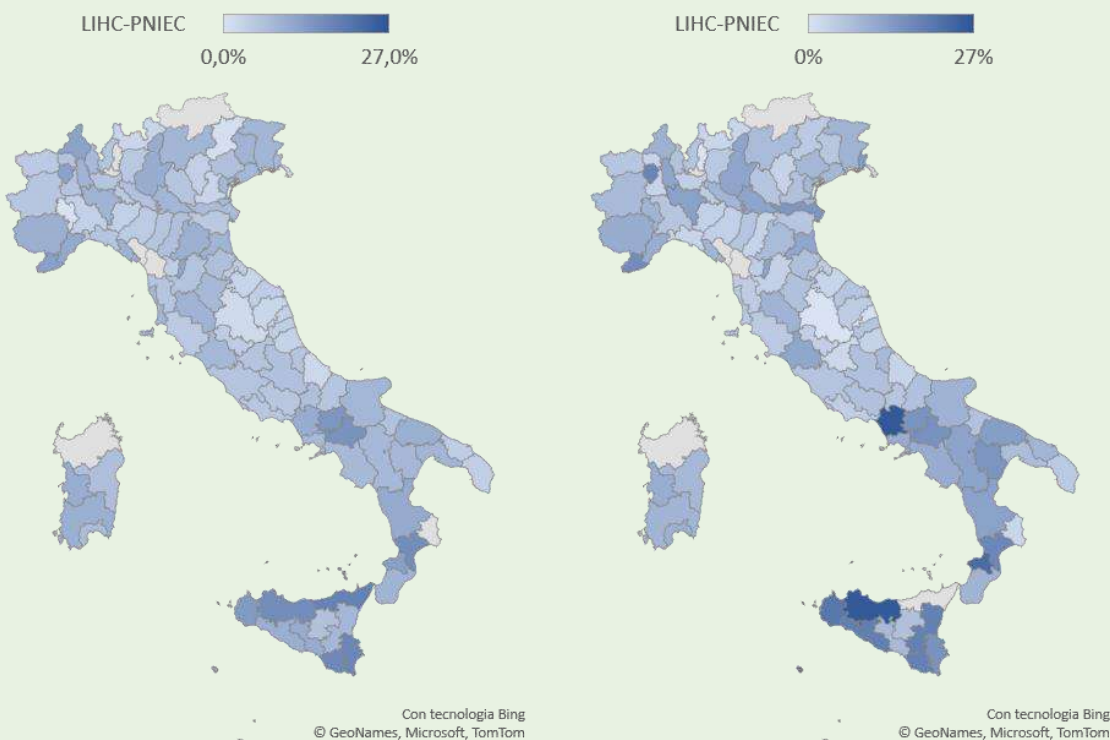 LIHC-PNIEC
0,0% 27,0%
Con tecnologia Bing
© GeoNames, Microsoft, TomTom
LIHC-PNIEC
0% 27%
Con tecnologia Bing
© GeoNames, Microsoft, TomTom